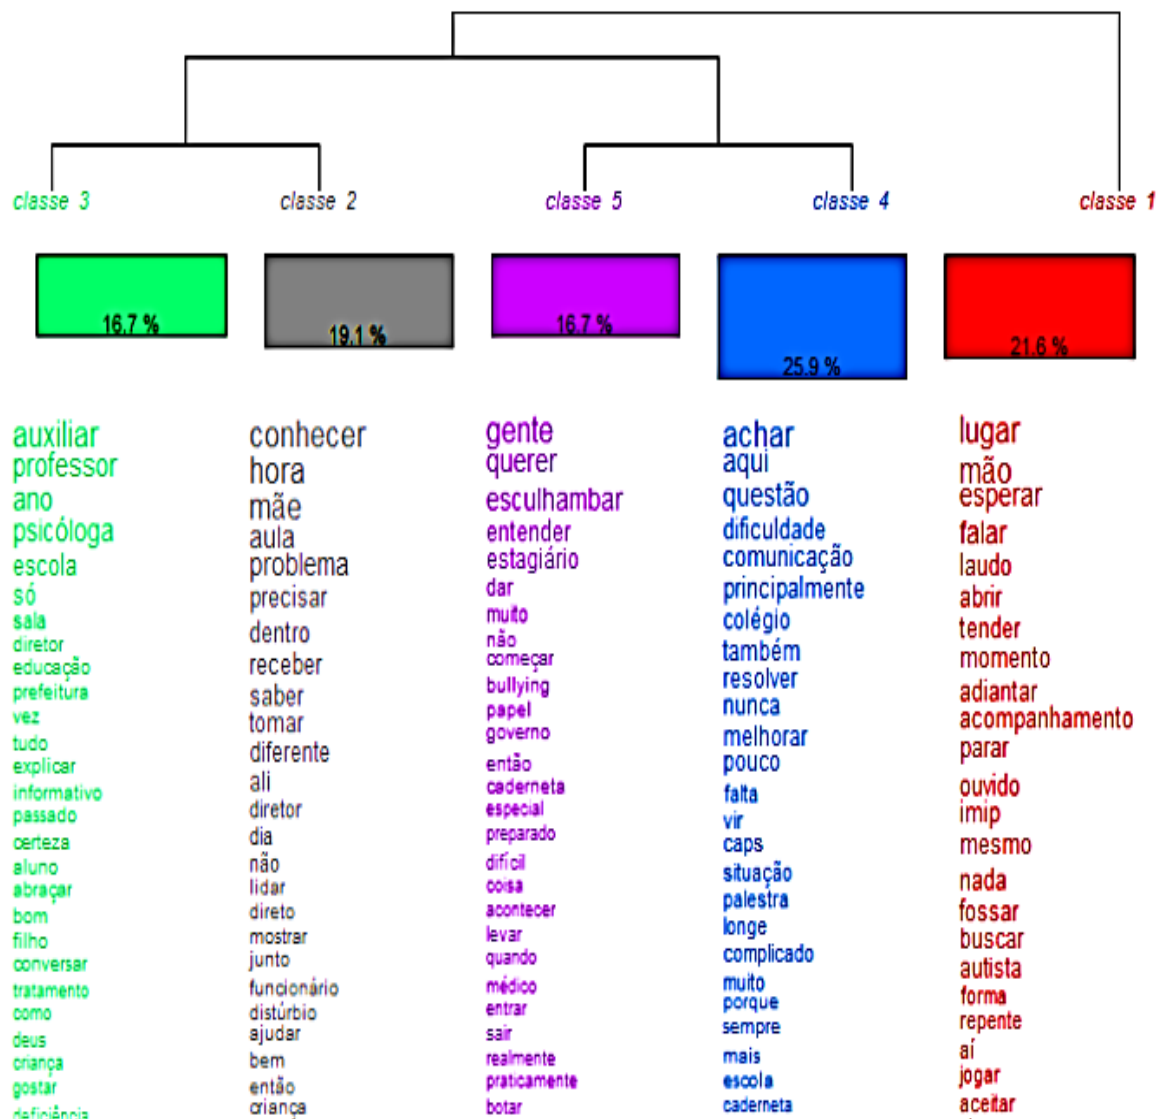 classe 3
classe 2
classe 5
classe 4
classe 1
16.7 %
19.1 %
16.7 %
25.9 %
21.6 %
auxiliar
professor
ano
psicóloga
escola
só
sala
diretor
educação
prefeitura
vez
tudo
explicar
informativo
passado
certeza
aluno
abraçar
bom
filho
conversar
tratamento
como
deus
criança
gostar
deficiência
conhecer
hora
mãe
aula
problema
precisar
dentro
receber
saber
tomar
diferente
ali
diretor
dia
não
lidar
direto
mostrar
junto
funcionário
distúrbio
ajudar
bem
então
criança
gente
querer
esculhambar
entender
estagiário
dar
muito
não
começar
bullying
papel
governo
então
caderneta
especial
preparado
difícil
coisa
acontecer
levar
quando
médico
entrar
sair
realmente
praticamente
botar
achar
aqui
questão
dificuldade
comunicação
principalmente
colégio
também
resolver
nunca
melhorar
pouco
falta
vir
caps
situação
palestra
longe
complicado
muito
porque
sempre
mais
escola
caderneta
lugar
mão
esperar
falar
laudo
abrir
tender
momento
adiantar
acompanhamento
parar
ouvido
imip
mesmo
nada
fossar
buscar
autista
forma
repente
aí
jogar
aceitar